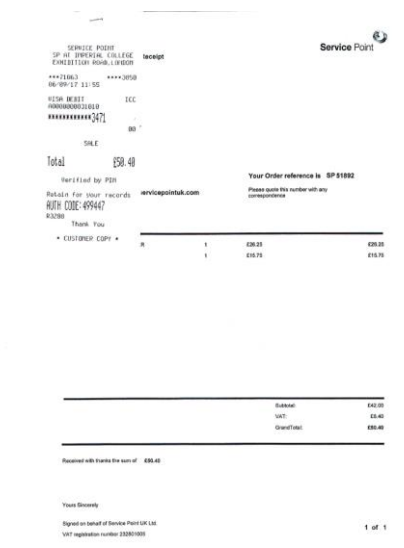 Service Point
SERVICE POINT
SP AT IMPERIAL COLLEGE
EXHIBITION ROAD, LONDON
***21063 ****3050
06/09/17 11:55
VISA DEBIT ICC
A0000000031010
************3471
00
SALE
Total £50.40
Verified by PIN
Retain for your records
AUTH CODE:499447
R3200
Thank You
* CUSTOMER COPY *
Receipt
servicepointuk.com
Your Order reference is SP 51892
Please quote this number with any
correspondence
R 1 £26.25 £26.25
1 £15.75 £15.75
Subtotal: £42.00
VAT: £8.40
GrandTotal: £50.40
Received with thanks the sum of £50.40
Yours Sincerely
Signed on behalf of Service Point UK Ltd.
VAT registration number
1 of 1